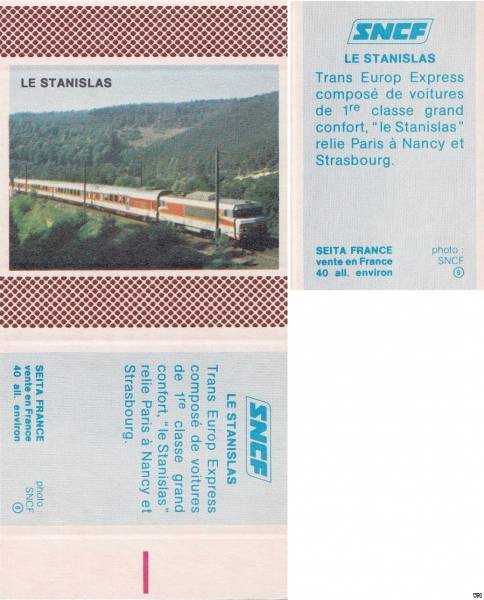 LE STANISLAS
SNCF
LE STANISLAS
Trans Europ Express
composé de voitures
de 1re classe grand
confort, "le Stanislas"
relie Paris à Nancy et
Strasbourg.
SEITA FRANCE
vente en France
40 all. environ
photo :
SNCF
6
SNCF
LE STANISLAS
Trans Europ Express
composé de voitures
de 1re classe grand
confort, "le Stanislas"
relie Paris à Nancy et
Strasbourg.
SEITA FRANCE
vente en France
40 all. environ
photo :
SNCF
6